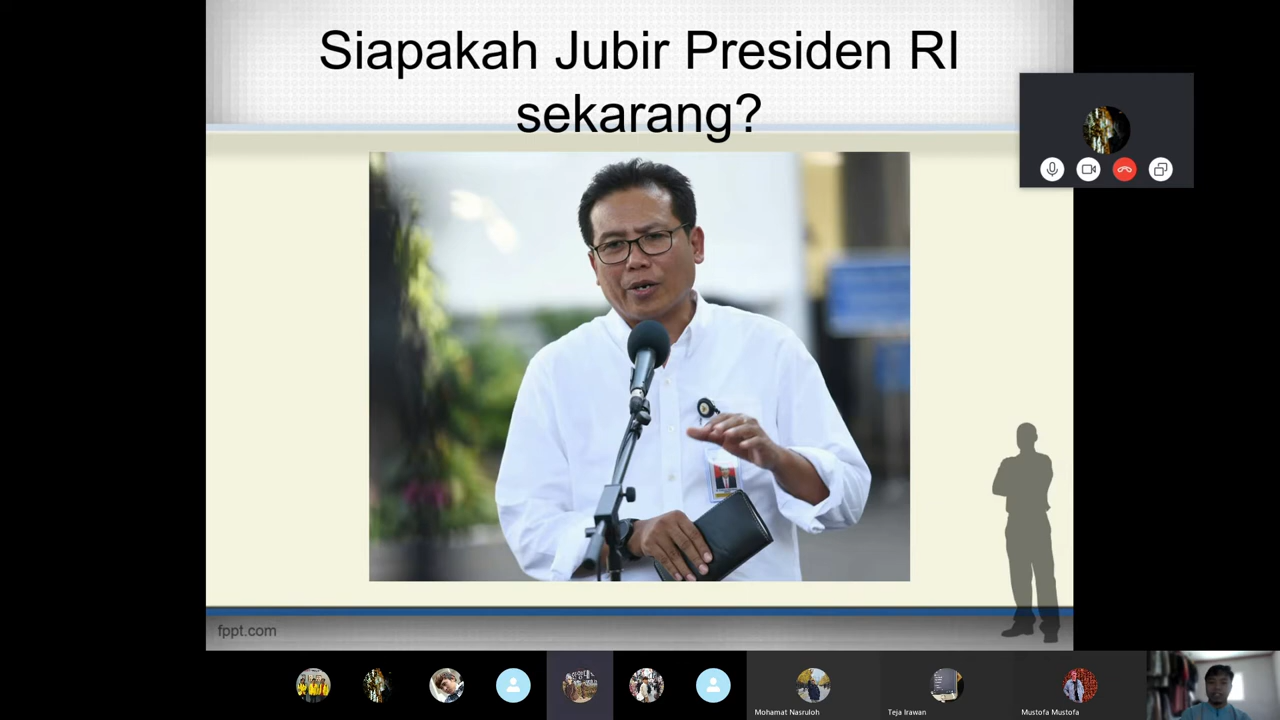 Siapakah Jubir Presiden RI
sekarang?
fppt.com
Mohamat Nasruloh
Teja Irawan
Mustofa Mustofa